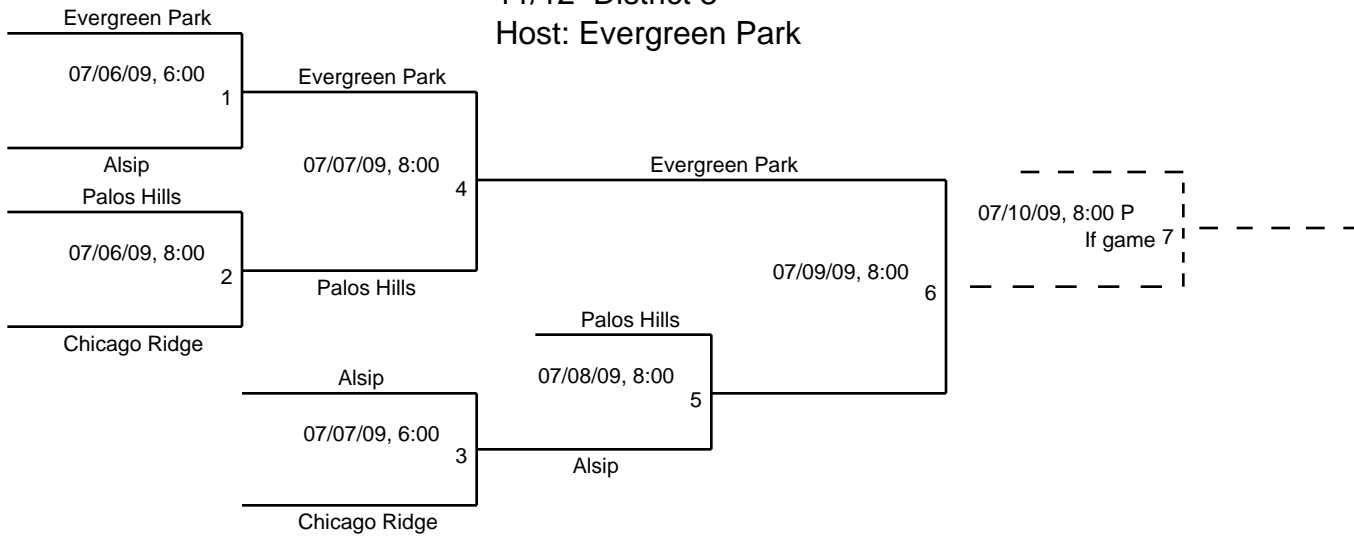 Host: Evergreen Park
Evergreen Park
07/06/09, 6:00
1
Alsip
Palos Hills
07/06/09, 8:00
2
Chicago Ridge
Evergreen Park
07/07/09, 8:00
4
Palos Hills
Alsip
07/07/09, 6:00
3
Chicago Ridge
Palos Hills
07/08/09, 8:00
5
Alsip
Evergreen Park
07/09/09, 8:00
6
07/10/09, 8:00 P
If game 7